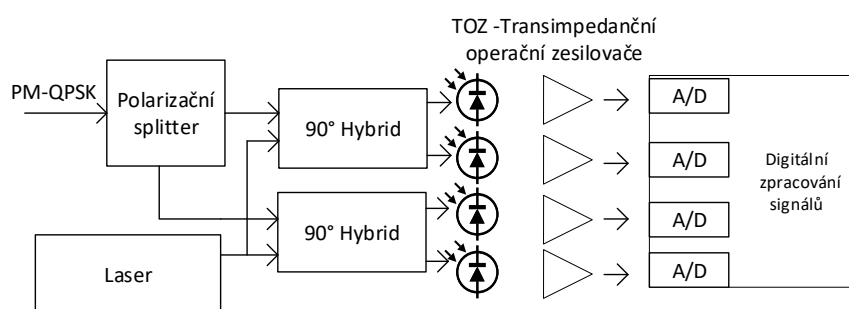 TOZ -Transimpedanční
operační zesilovače
PM-QPSK
Polarizační
splitter
90° Hybrid
90° Hybrid
Laser
A/D
A/D
A/D
A/D
Digitální
zpracování
signálů